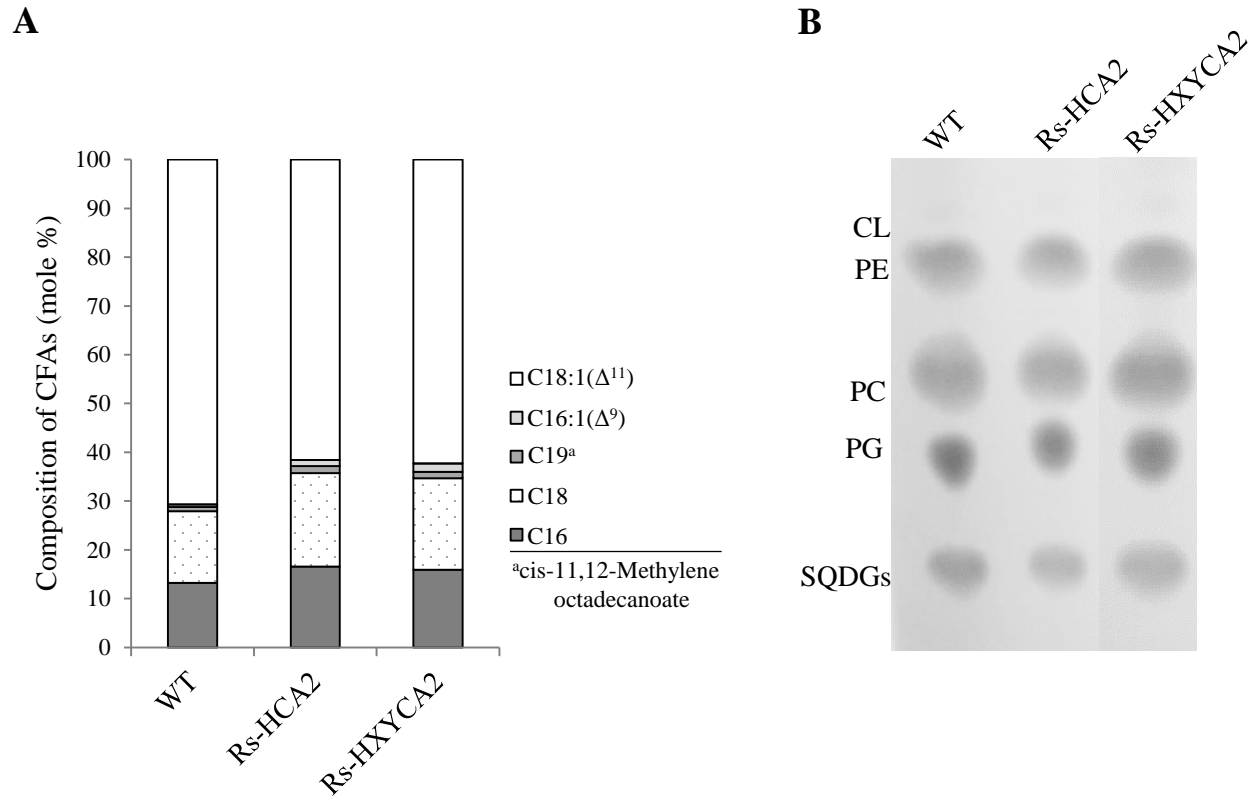 A
Composition of CFAs (mole %)
100
90
80
70
60
50
40
30
20
10
0
WT
Rs-HCA2
Rs-HXYCA2
C18:1(Δ¹¹)
C16:1(Δ⁹)
C19ᵃ
C18
C16
ᵃcis-11,12-Methylene
octadecanoate
B
WT
Rs-HCA2
Rs-HXYCA2
CL
PE
PC
PG
SQDGs